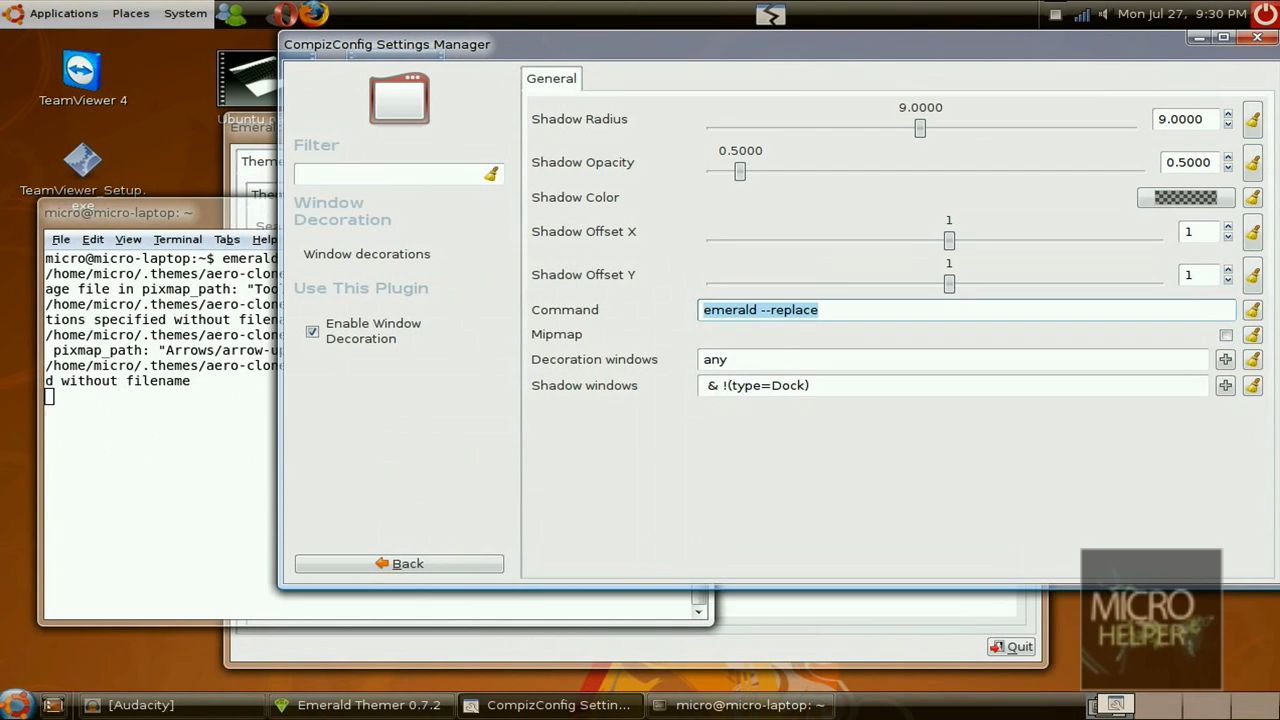 Applications Places System
Mon Jul 27, 9:30 PM
CompizConfig Settings Manager
TeamViewer 4
TeamViewer_Setup.
exe
Ubuntu
Emerald
Filter
Window
Decoration
Window decorations
Use This Plugin
Enable Window
Decoration
Back
General
Shadow Radius 9.0000 9.0000
Shadow Opacity 0.5000 0.5000
Shadow Color
Shadow Offset X 1 1
Shadow Offset Y 1 1
Command emerald --replace
Mipmap
Decoration windows any
Shadow windows & !(type=Dock)
micro@micro-laptop: ~
File Edit View Terminal Tabs Help
micro@micro-laptop:~$ emerald
/home/micro/.themes/aero-clone
age file in pixmap_path: "Too
/home/micro/.themes/aero-clone
tions specified without filena
/home/micro/.themes/aero-clone
pixmap_path: "Arrows/arrow-up
/home/micro/.themes/aero-clone
d without filename
Quit
MICRO
HELPER
[Audacity] Emerald Themer 0.7.2 CompizConfig Settin... micro@micro-laptop: ~